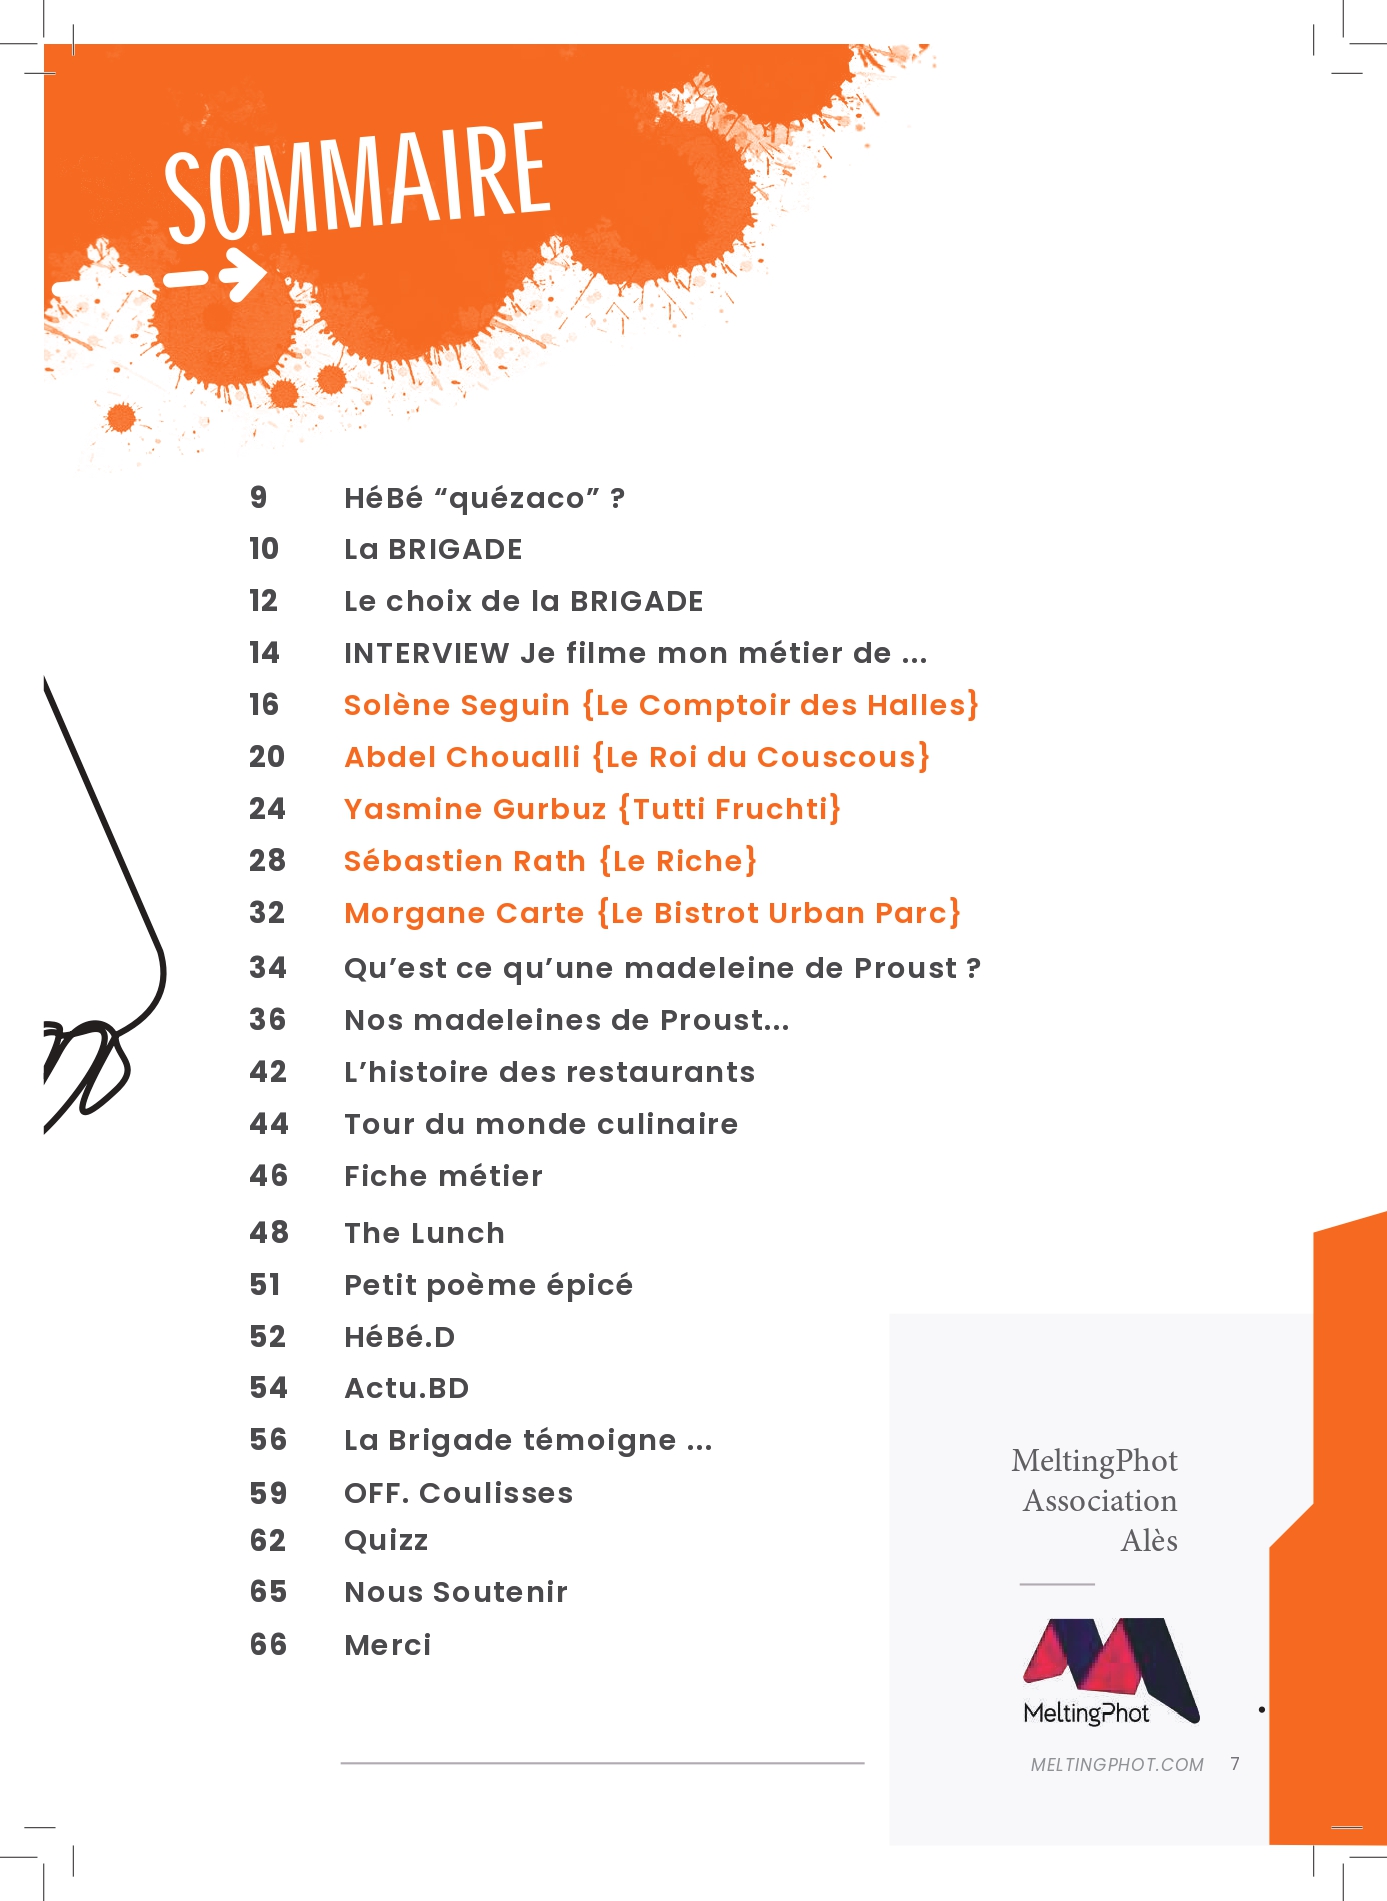 SOMMAIRE
9 HéBé “quézaco” ?
10 La BRIGADE
12 Le choix de la BRIGADE
14 INTERVIEW Je filme mon métier de ...
16 Solène Seguin {Le Comptoir des Halles}
20 Abdel Choualli {Le Roi du Couscous}
24 Yasmine Gurbuz {Tutti Fruchti}
28 Sébastien Rath {Le Riche}
32 Morgane Carte {Le Bistrot Urban Parc}
34 Qu’est ce qu’une madeleine de Proust ?
36 Nos madeleines de Proust...
42 L’histoire des restaurants
44 Tour du monde culinaire
46 Fiche métier
48 The Lunch
51 Petit poème épicé
52 HéBé.D
54 Actu.BD
56 La Brigade témoigne ...
59 OFF. Coulisses
62 Quizz
65 Nous Soutenir
66 Merci
MeltingPhot
Association
Alès
MeltingPhot
MELTINGPHOT.COM 7